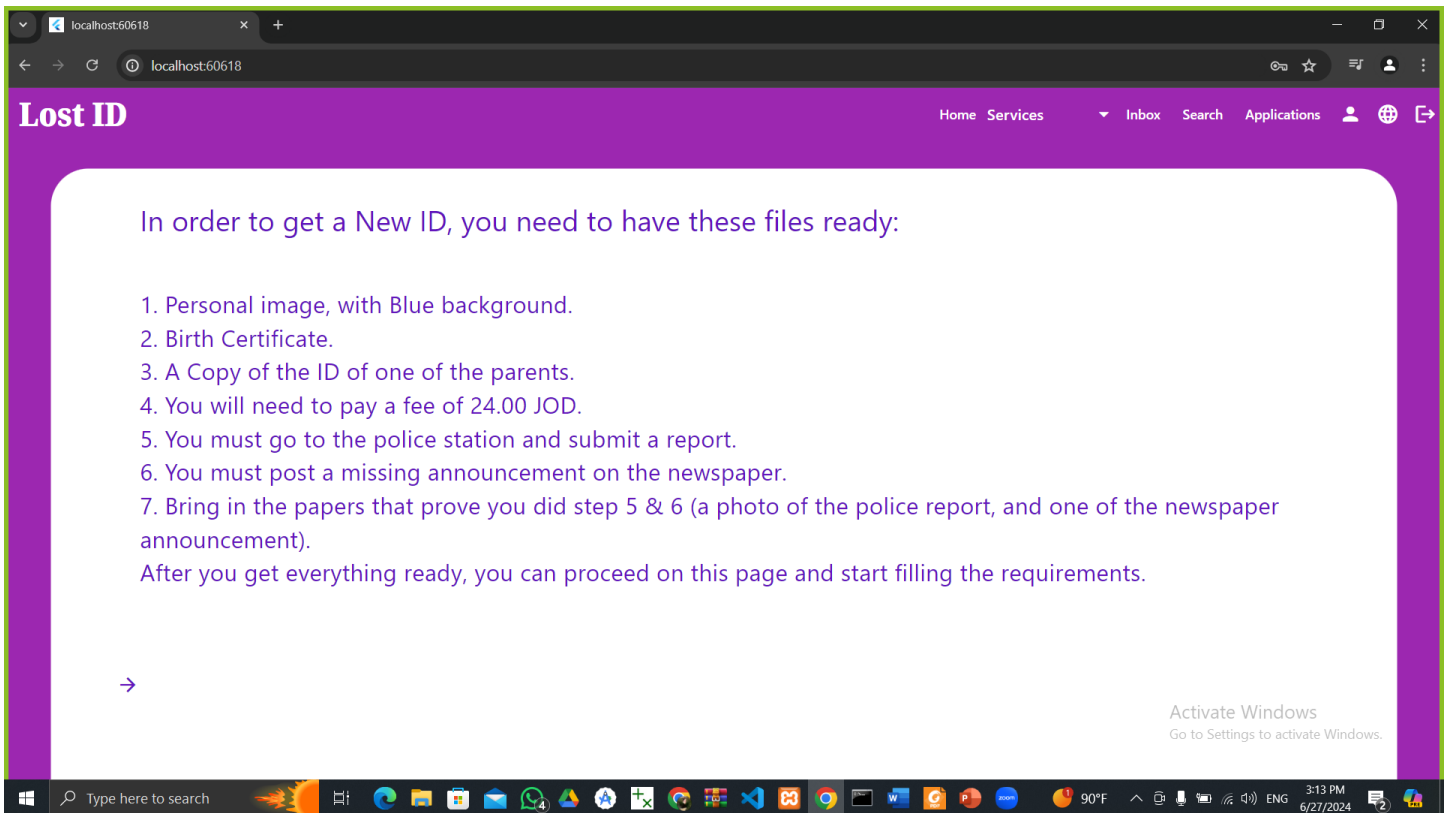 localhost:60618
localhost:60618
Lost ID
Home Services Inbox Search Applications
In order to get a New ID, you need to have these files ready:
1. Personal image, with Blue background.
2. Birth Certificate.
3. A Copy of the ID of one of the parents.
4. You will need to pay a fee of 24.00 JOD.
5. You must go to the police station and submit a report.
6. You must post a missing announcement on the newspaper.
7. Bring in the papers that prove you did step 5 & 6 (a photo of the police report, and one of the newspaper
announcement).
After you get everything ready, you can proceed on this page and start filling the requirements.
Activate Windows
Go to Settings to activate Windows.
Type here to search
4
W
P
zoom
1
90°F
ENG
3:13 PM
6/27/2024
2